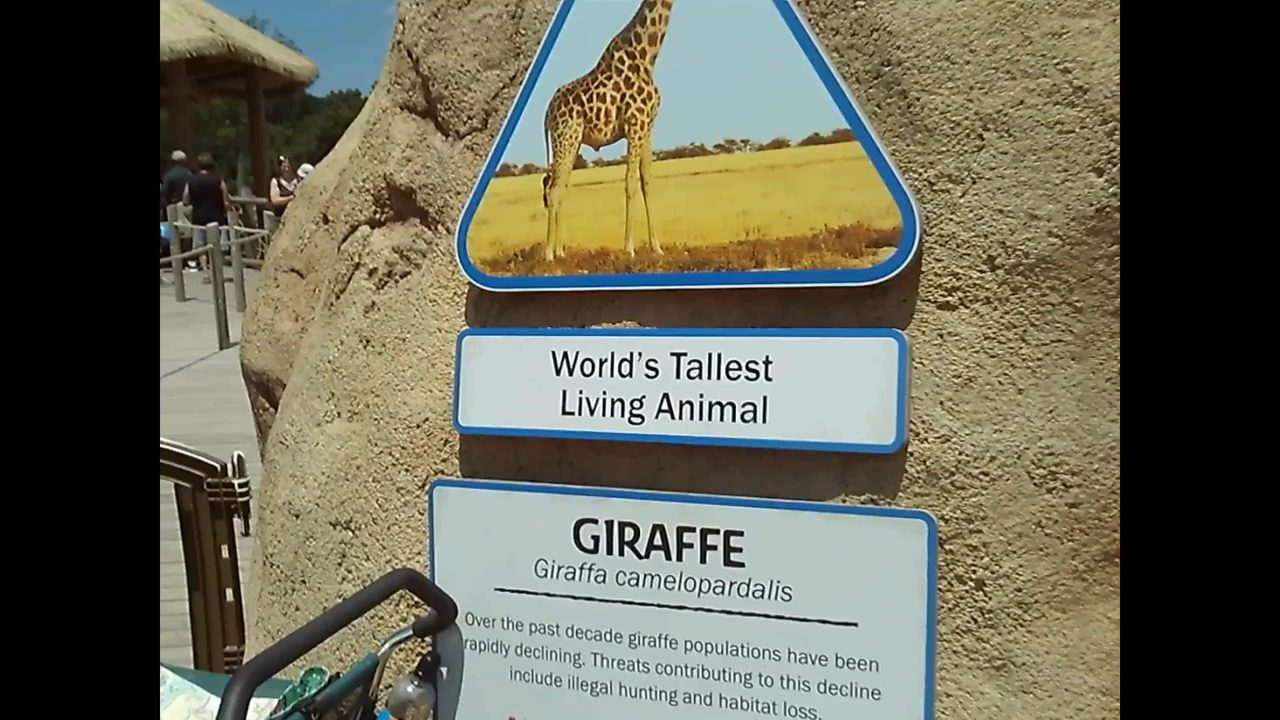 World's Tallest
Living Animal
GIRAFFE
Giraffa camelopardalis
Over the past decade giraffe populations have been
rapidly declining. Threats contributing to this decline
include illegal hunting and habitat loss.